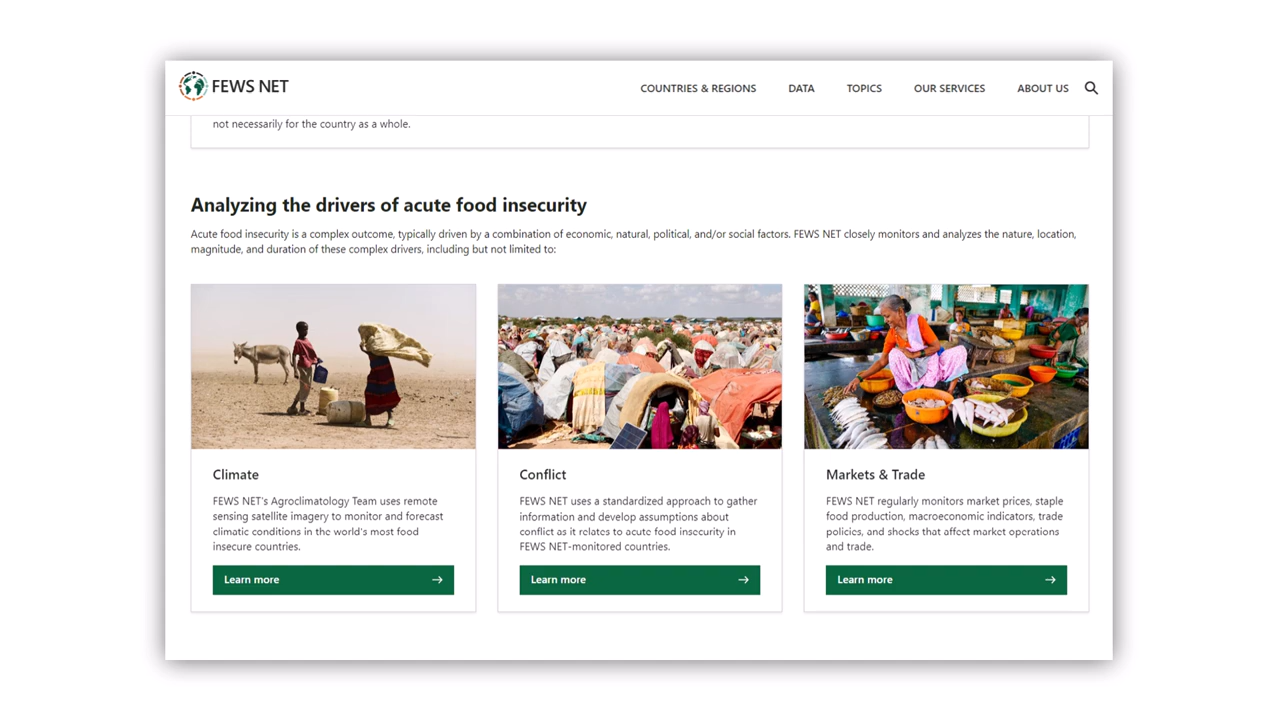 FEWS NET
COUNTRIES & REGIONS
DATA
TOPICS
OUR SERVICES
ABOUT US
not necessarily for the country as a whole.
Analyzing the drivers of acute food insecurity
Acute food insecurity is a complex outcome, typically driven by a combination of economic, natural, political, and/or social factors. FEWS NET closely monitors and analyzes the nature, location,
magnitude, and duration of these complex drivers, including but not limited to:
Climate
FEWS NET's Agroclimatology Team uses remote
sensing satellite imagery to monitor and forecast
climatic conditions in the world's most food
insecure countries.
Learn more
Conflict
FEWS NET uses a standardized approach to gather
information and develop assumptions about
conflict as it relates to acute food insecurity in
FEWS NET-monitored countries.
Learn more
Markets & Trade
FEWS NET regularly monitors market prices, staple
food production, macroeconomic indicators, trade
policies, and shocks that affect market operations
and trade.
Learn more